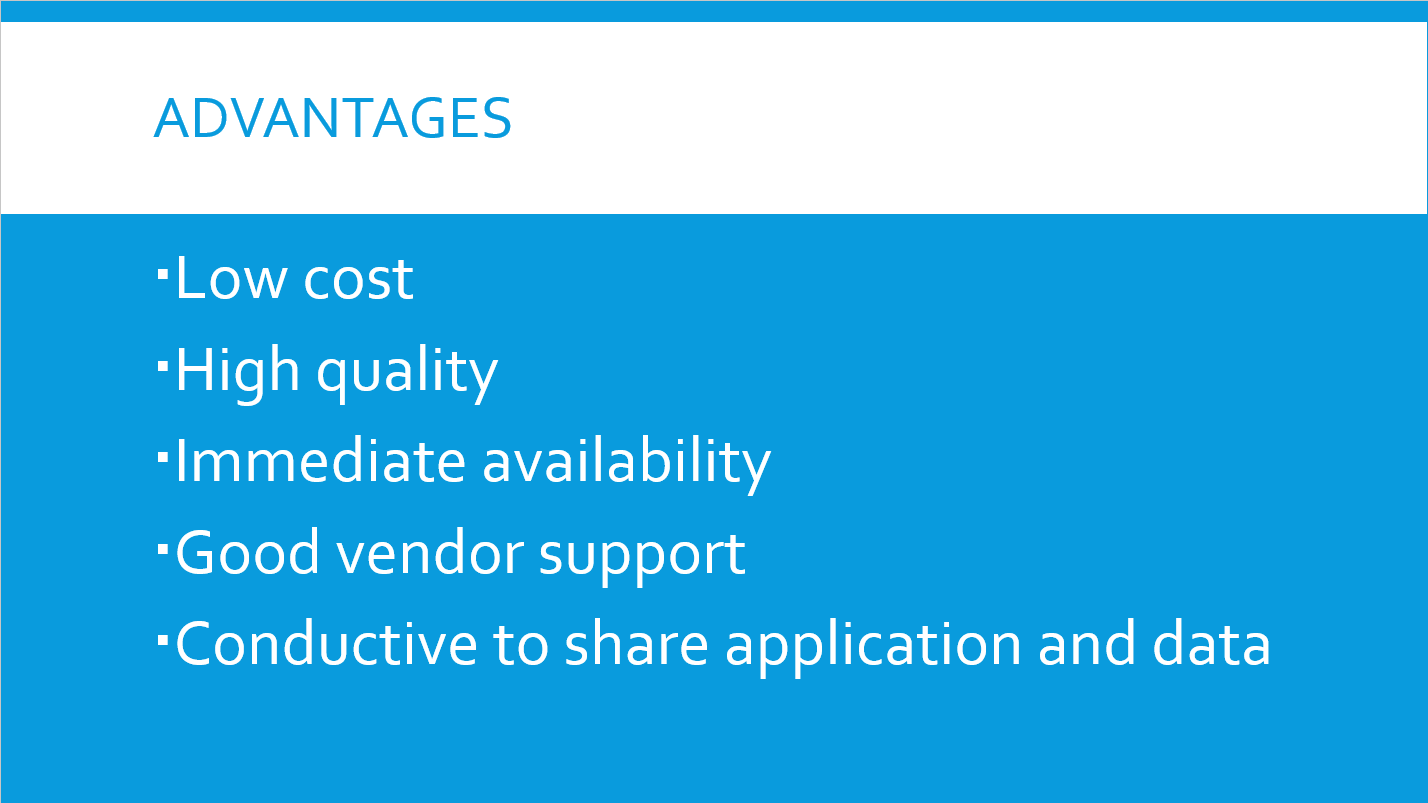 ADVANTAGES
▪Low cost
▪High quality
▪Immediate availability
▪Good vendor support
▪Conductive to share application and data